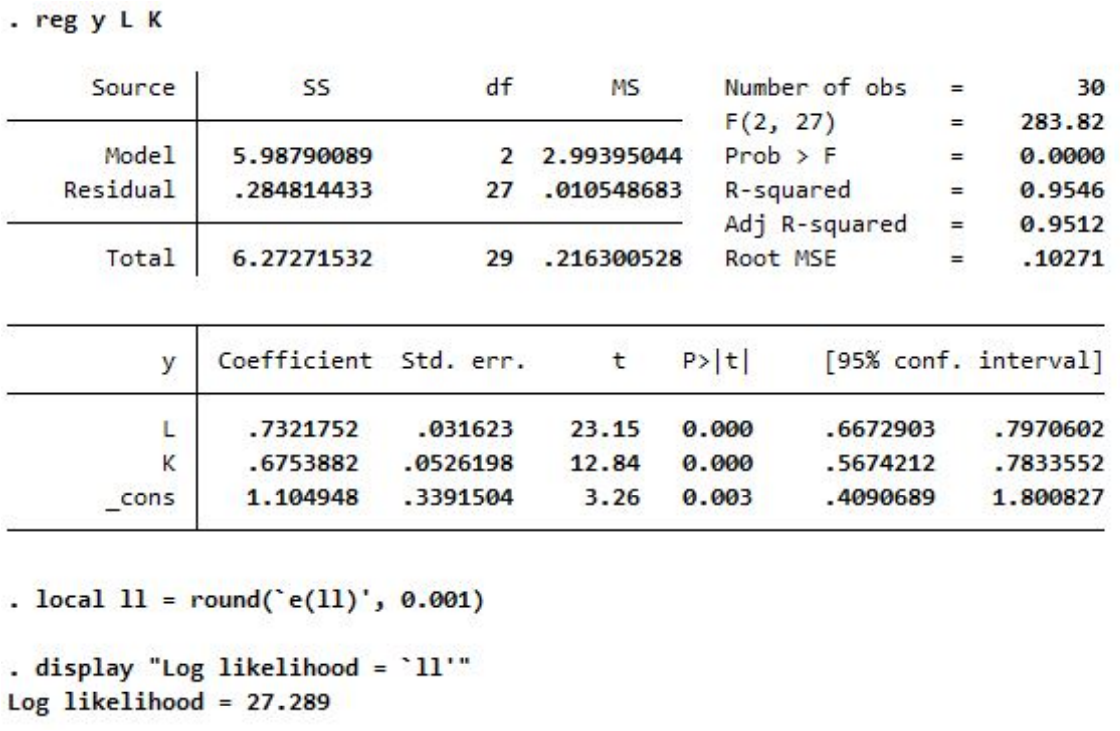 . reg y L K
Source SS df MS Number of obs = 30
F(2, 27) = 283.82
Model 5.98790089 2 2.99395044 Prob > F = 0.0000
Residual .284814433 27 .010548683 R-squared = 0.9546
Adj R-squared = 0.9512
Total 6.27271532 29 .216300528 Root MSE = .10271
y Coefficient Std. err. t P>|t| [95% conf. interval]
L .7321752 .031623 23.15 0.000 .6672903 .7970602
K .6753882 .0526198 12.84 0.000 .5674212 .7833552
_cons 1.104948 .3391504 3.26 0.003 .4090689 1.800827
. local ll = round(`e(ll)', 0.001)
. display "Log likelihood = `ll'"
Log likelihood = 27.289